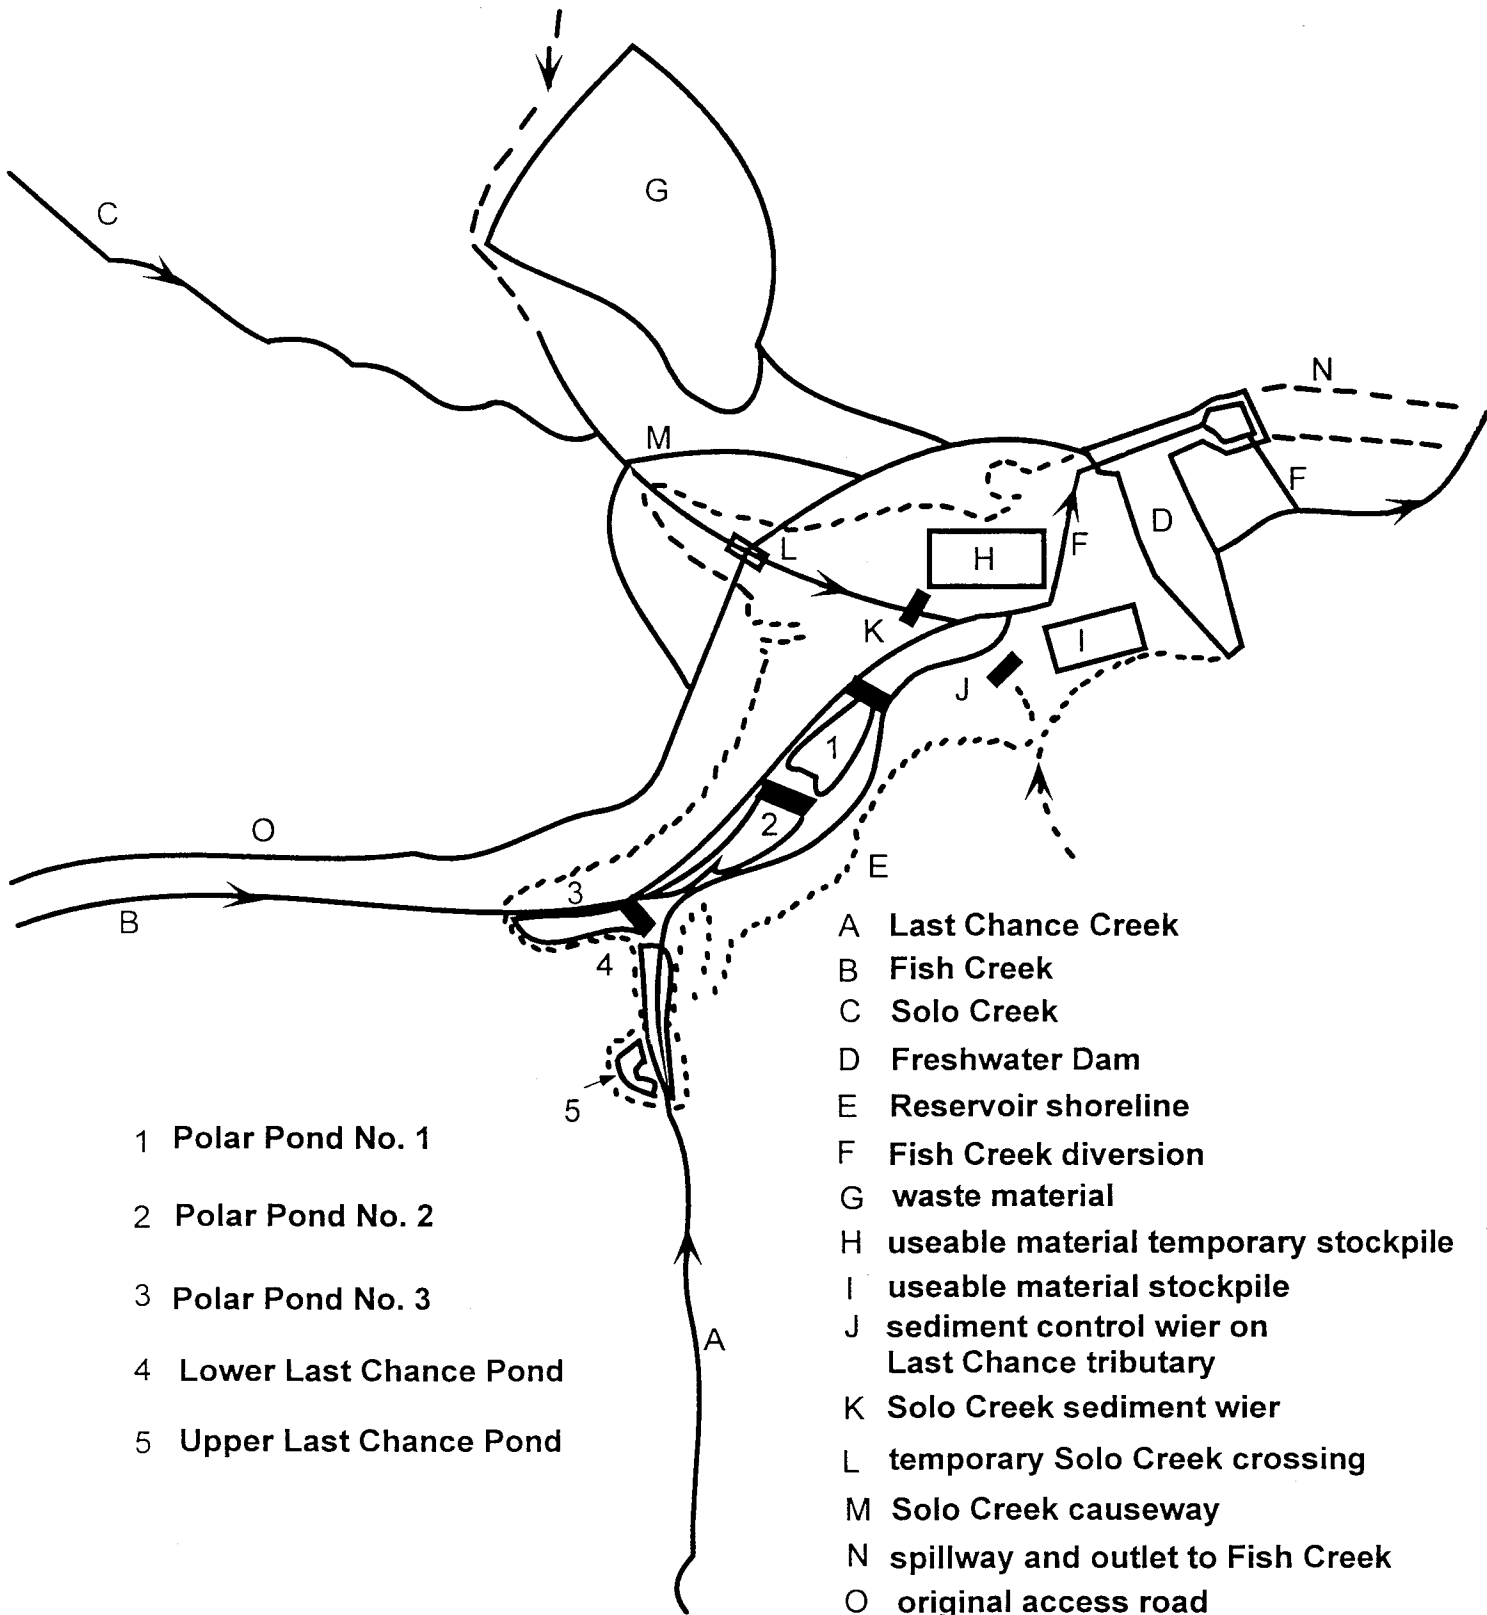 G
C
N
M
F
D
L
H
F
K
I
J
1
2
O
E
3
B
4
5
A
1 Polar Pond No. 1
2 Polar Pond No. 2
3 Polar Pond No. 3
4 Lower Last Chance Pond
5 Upper Last Chance Pond
A Last Chance Creek
B Fish Creek
C Solo Creek
D Freshwater Dam
E Reservoir shoreline
F Fish Creek diversion
G waste material
H useable material temporary stockpile
I useable material stockpile
J sediment control wier on
Last Chance tributary
K Solo Creek sediment wier
L temporary Solo Creek crossing
M Solo Creek causeway
N spillway and outlet to Fish Creek
O original access road